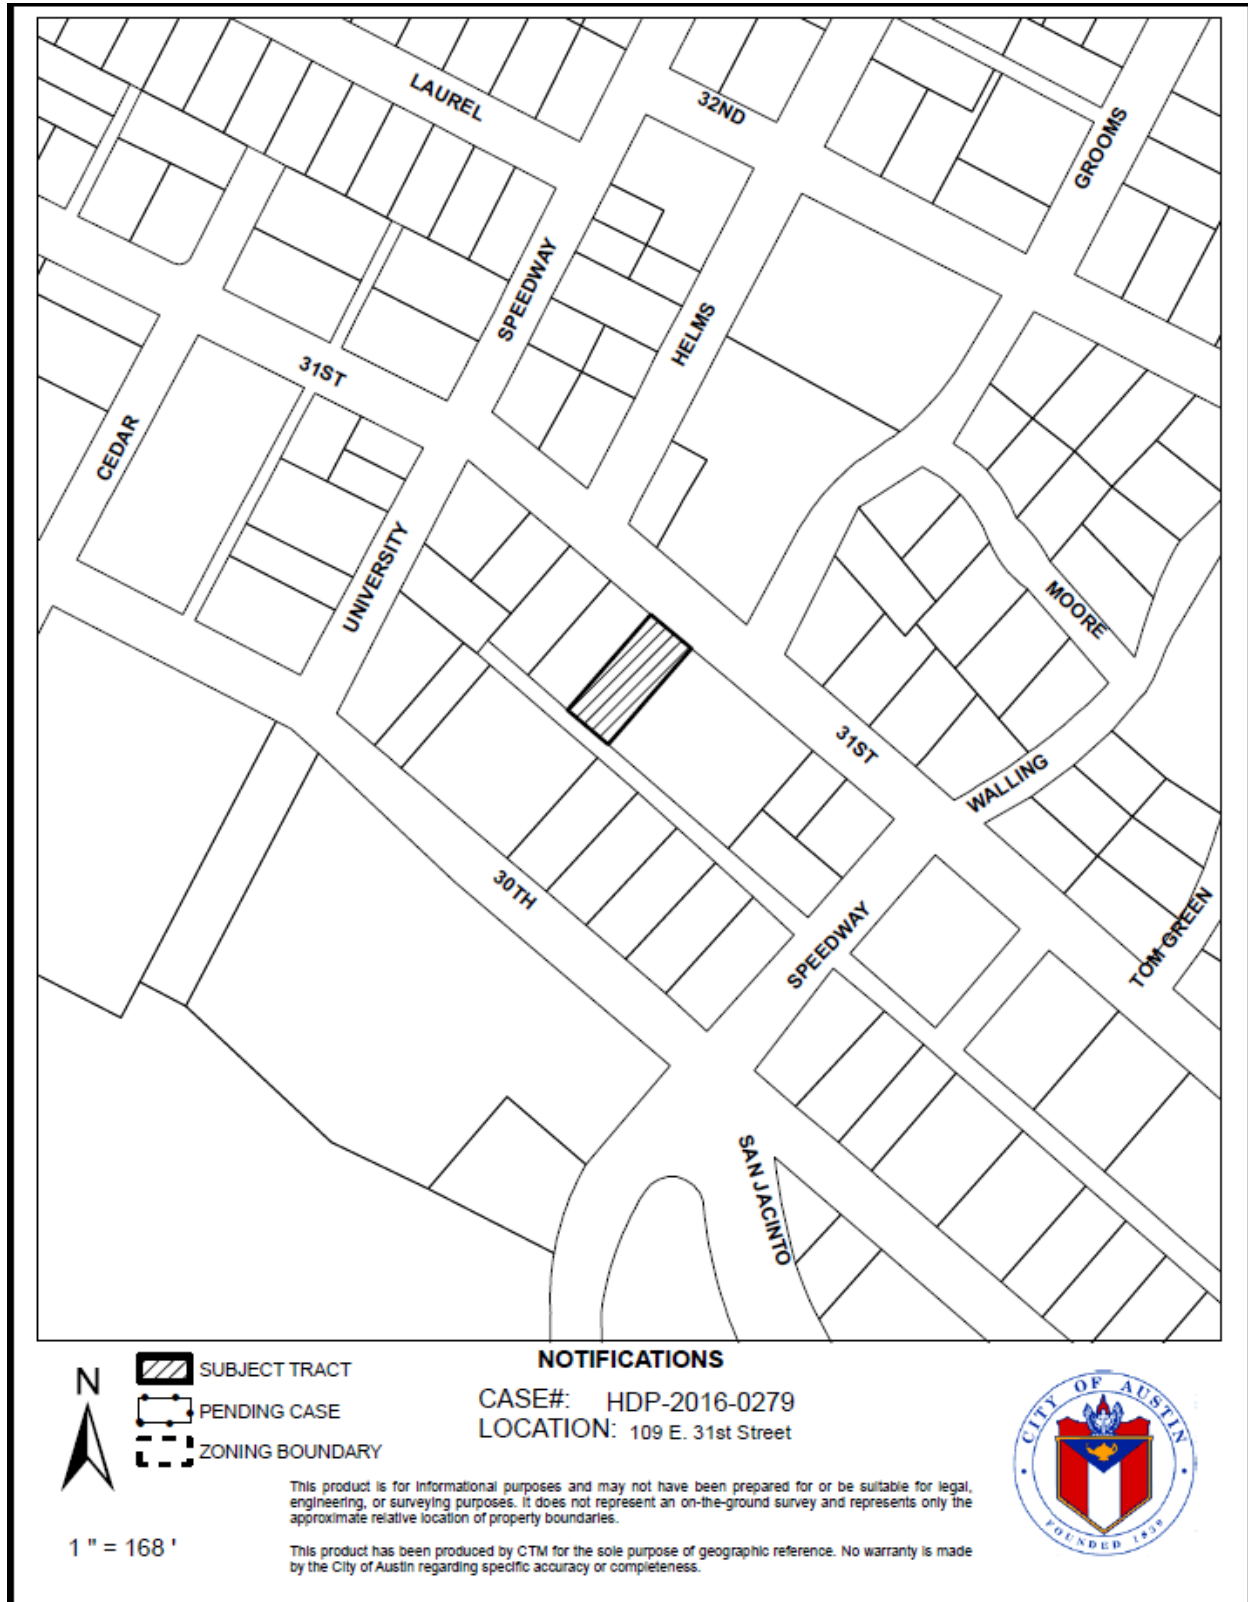 LAUREL
32ND
GROOMS
SPEEDWAY
HELMS
31ST
CEDAR
UNIVERSITY
MOORE
31ST
WALLING
30TH
SPEEDWAY
TOM GREEN
SAN JACINTO
NOTIFICATIONS
N
SUBJECT TRACT
PENDING CASE
ZONING BOUNDARY
1 " = 168 '
CASE#: HDP-2016-0279
LOCATION: 109 E. 31st Street
This product is for informational purposes and may not have been prepared for or be suitable for legal,
engineering, or surveying purposes. It does not represent an on-the-ground survey and represents only the
approximate relative location of property boundaries.
This product has been produced by CTM for the sole purpose of geographic reference. No warranty is made
by the City of Austin regarding specific accuracy or completeness.
CITY OF AUSTIN
FOUNDED 1839